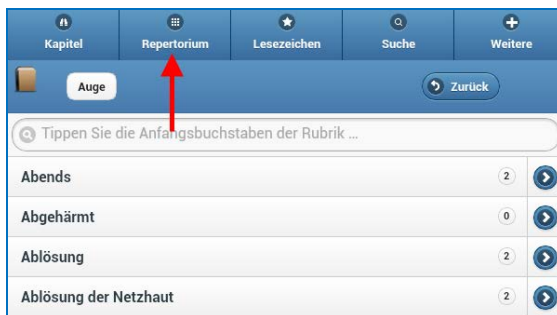 Kapitel Repertorium Lesezeichen Suche Weitere
Auge Zurück
Tippen Sie die Anfangsbuchstaben der Rubrik ...
Abends 2
Abgehärmt 0
Ablösung 2
Ablösung der Netzhaut 2